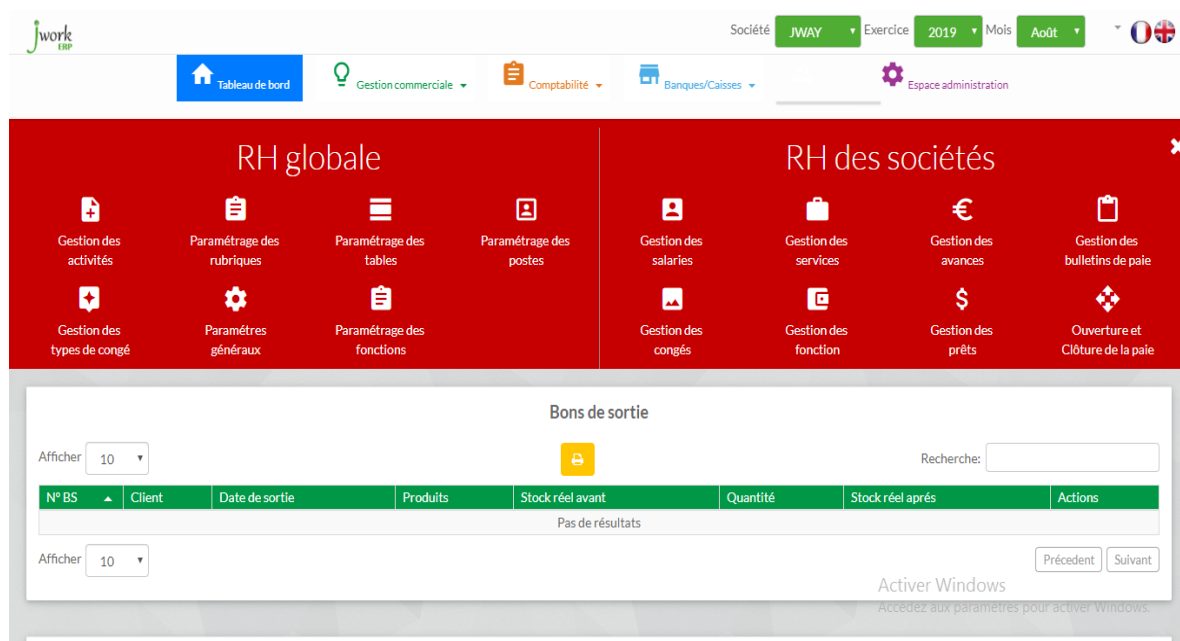 jwork
ERP
Société JWAY Exercice 2019 Mois Août
Tableau de bord Gestion commerciale Comptabilité Banques/Caisses Espace administration
RH globale
Gestion des activités
Paramétrage des rubriques
Paramétrage des tables
Paramétrage des postes
Gestion des types de congé
Paramétres généraux
Paramétrage des fonctions
RH des sociétés
Gestion des salaries
Gestion des services
Gestion des avances
Gestion des bulletins de paie
Gestion des congés
Gestion des fonction
Gestion des prêts
Ouverture et Clôture de la paie
Bons de sortie
Afficher 10 Recherche:
N° BS Client Date de sortie Produits Stock réel avant Quantité Stock réel aprés Actions
Pas de résultats
Afficher 10 Précedent Suivant
Activer Windows
Accédez aux paramètres pour activer Windows.